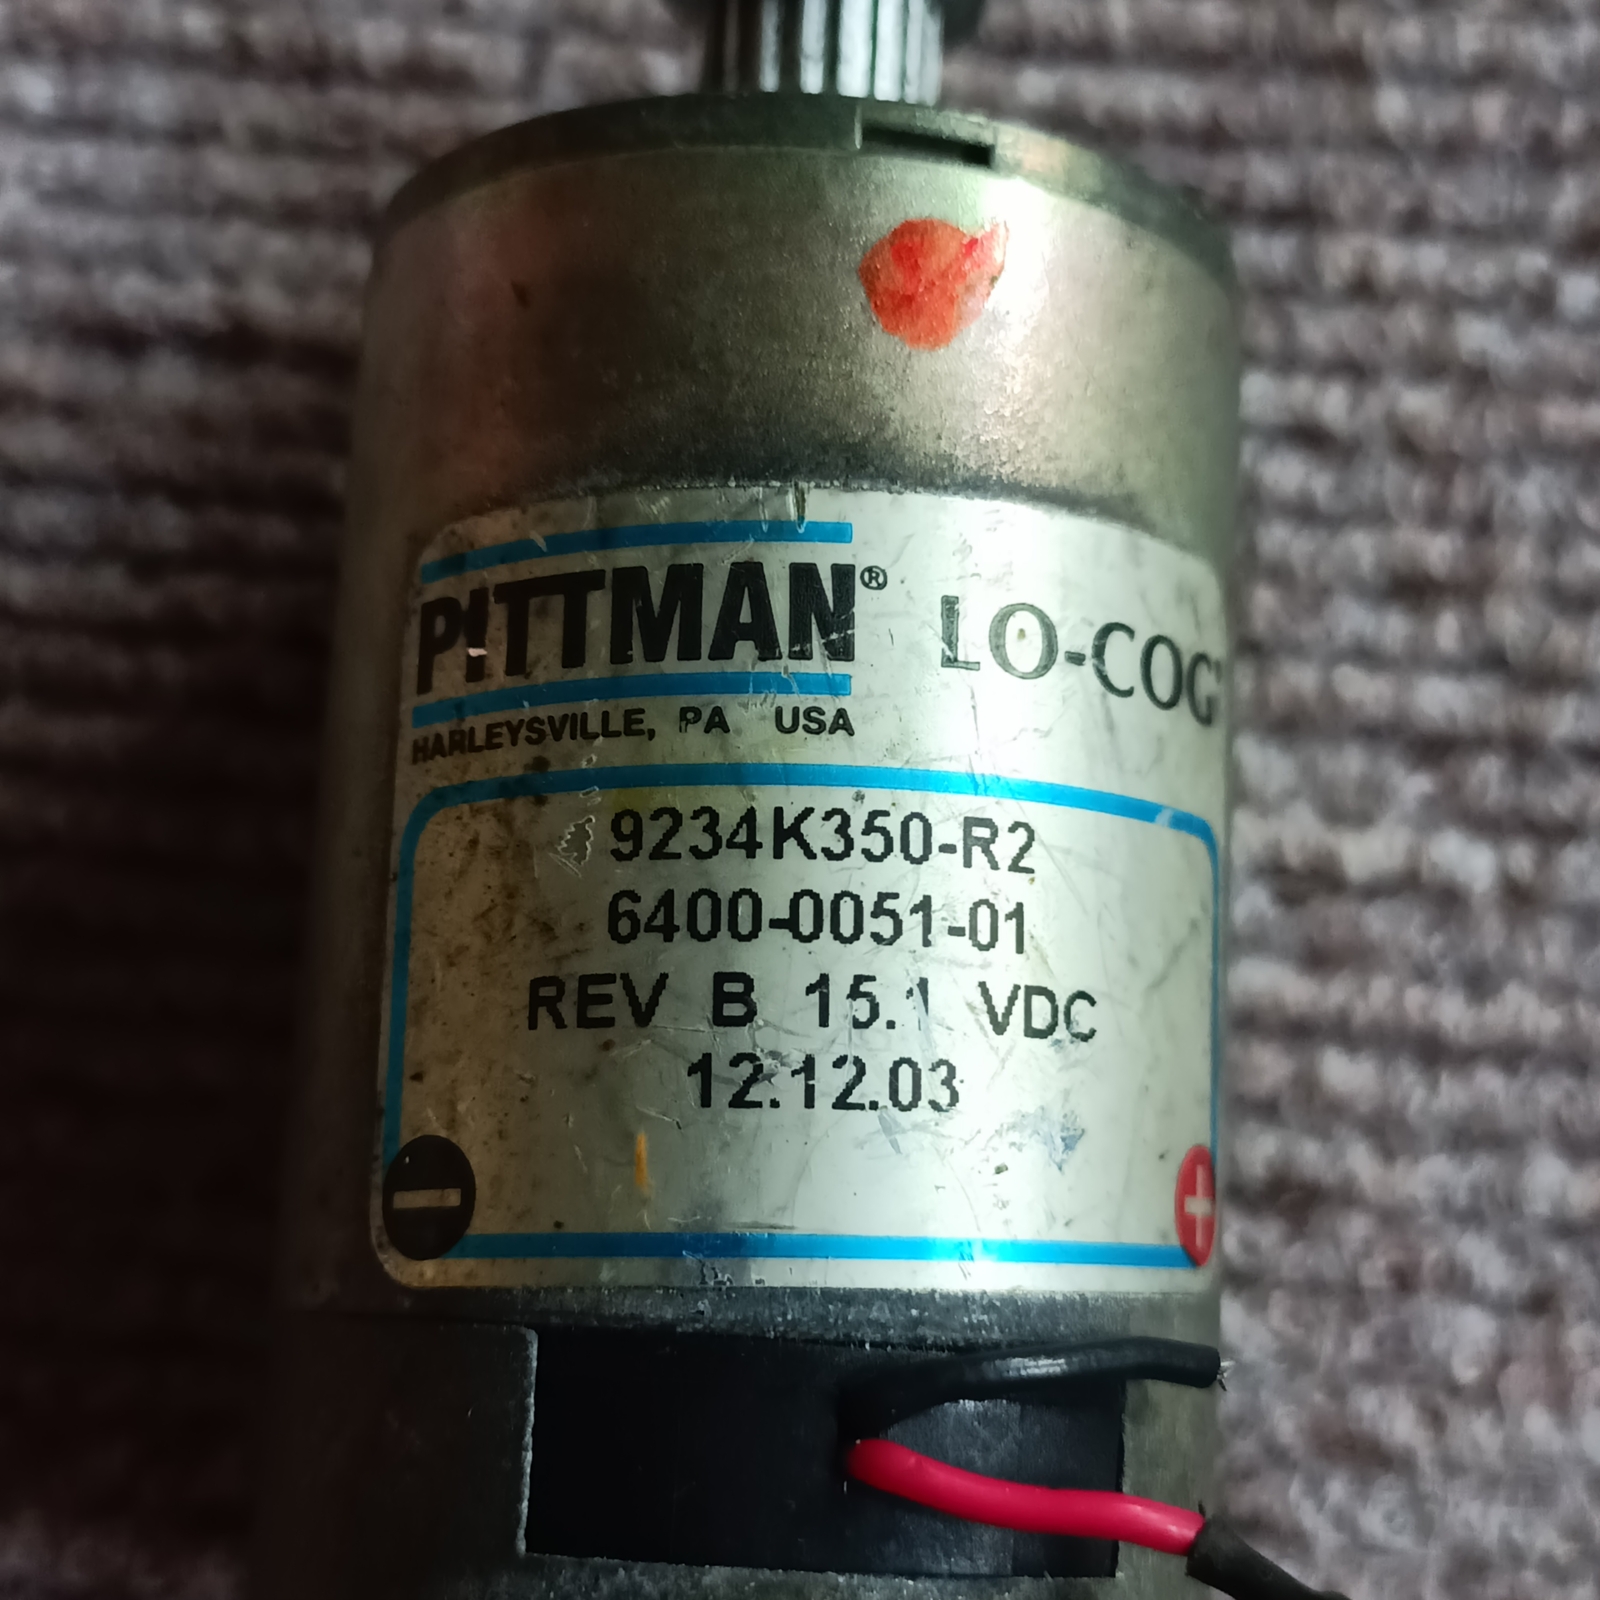 PITTMAN® LO-COG
HARLEYSVILLE, PA USA
9234K350-R2
6400-0051-01
REV B 15.1 VDC
12.12.03